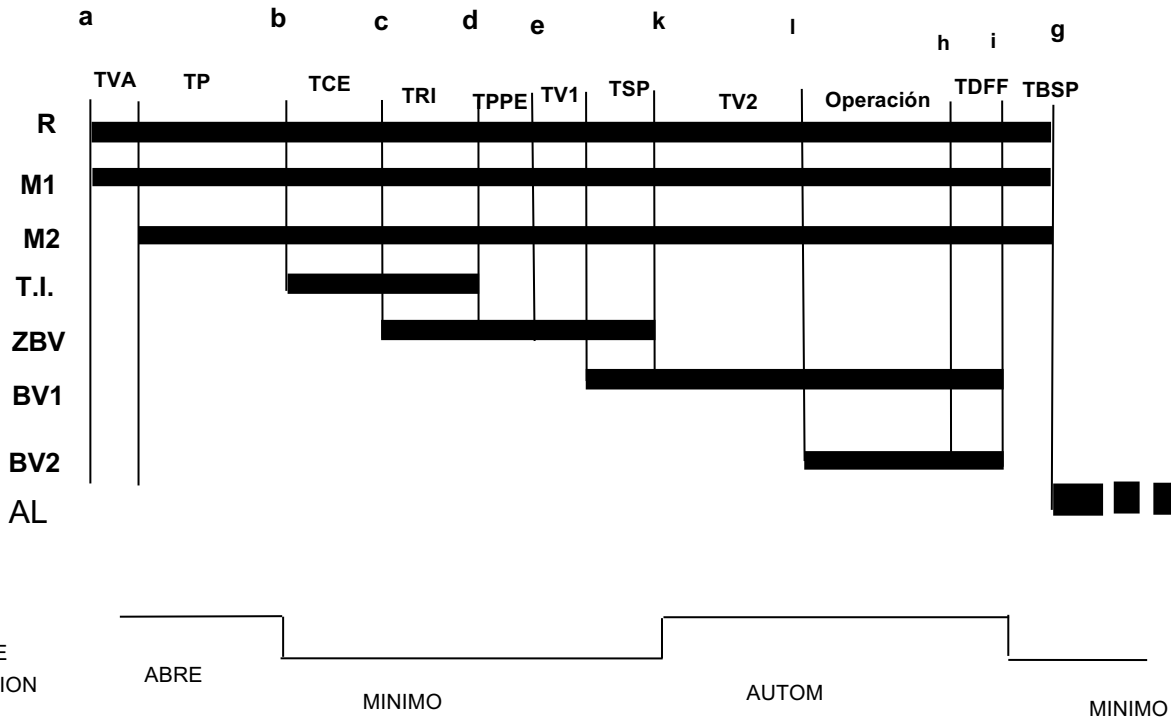 a b c d e k l h i g
TVA TP TCE TRI TPPE TV1 TSP TV2 Operación TDFF TBSP
R
M1
M2
T.I.
ZBV
BV1
BV2
AL
E
ION
ABRE
MINIMO
AUTOM
MINIMO